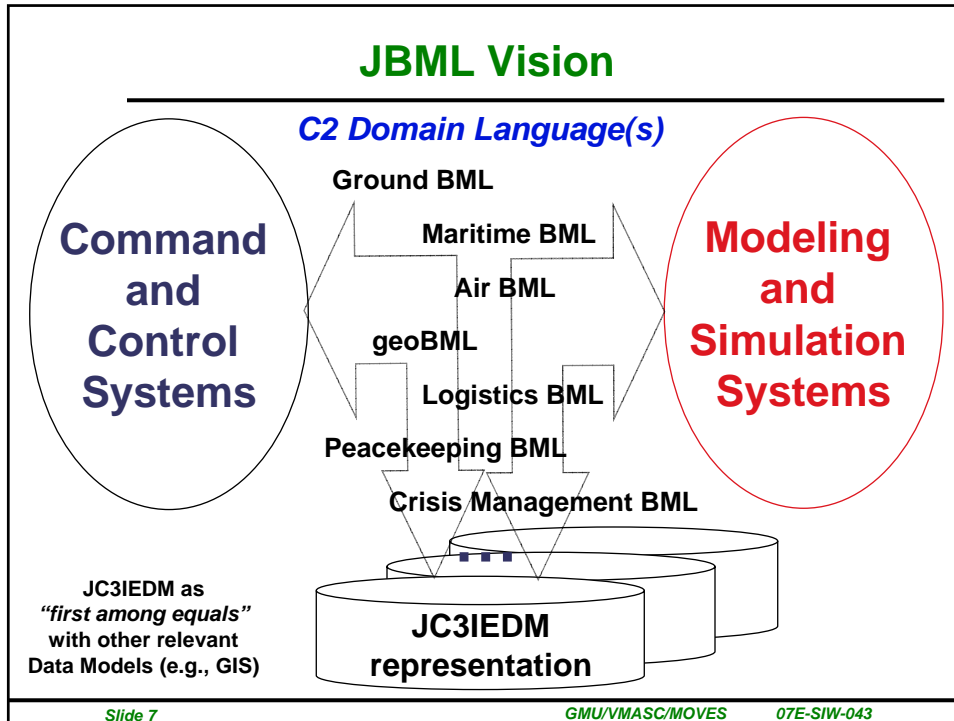 JBML Vision
C2 Domain Language(s)
Command
and
Control
Systems
Ground BML
Maritime BML
Air BML
geoBML
Logistics BML
Peacekeeping BML
Crisis Management BML
...
Modeling
and
Simulation
Systems
JC3IEDM as
"first among equals"
with other relevant
Data Models (e.g., GIS)
JC3IEDM
representation
Slide 7
GMU/VMASC/MOVES
07E-SIW-043